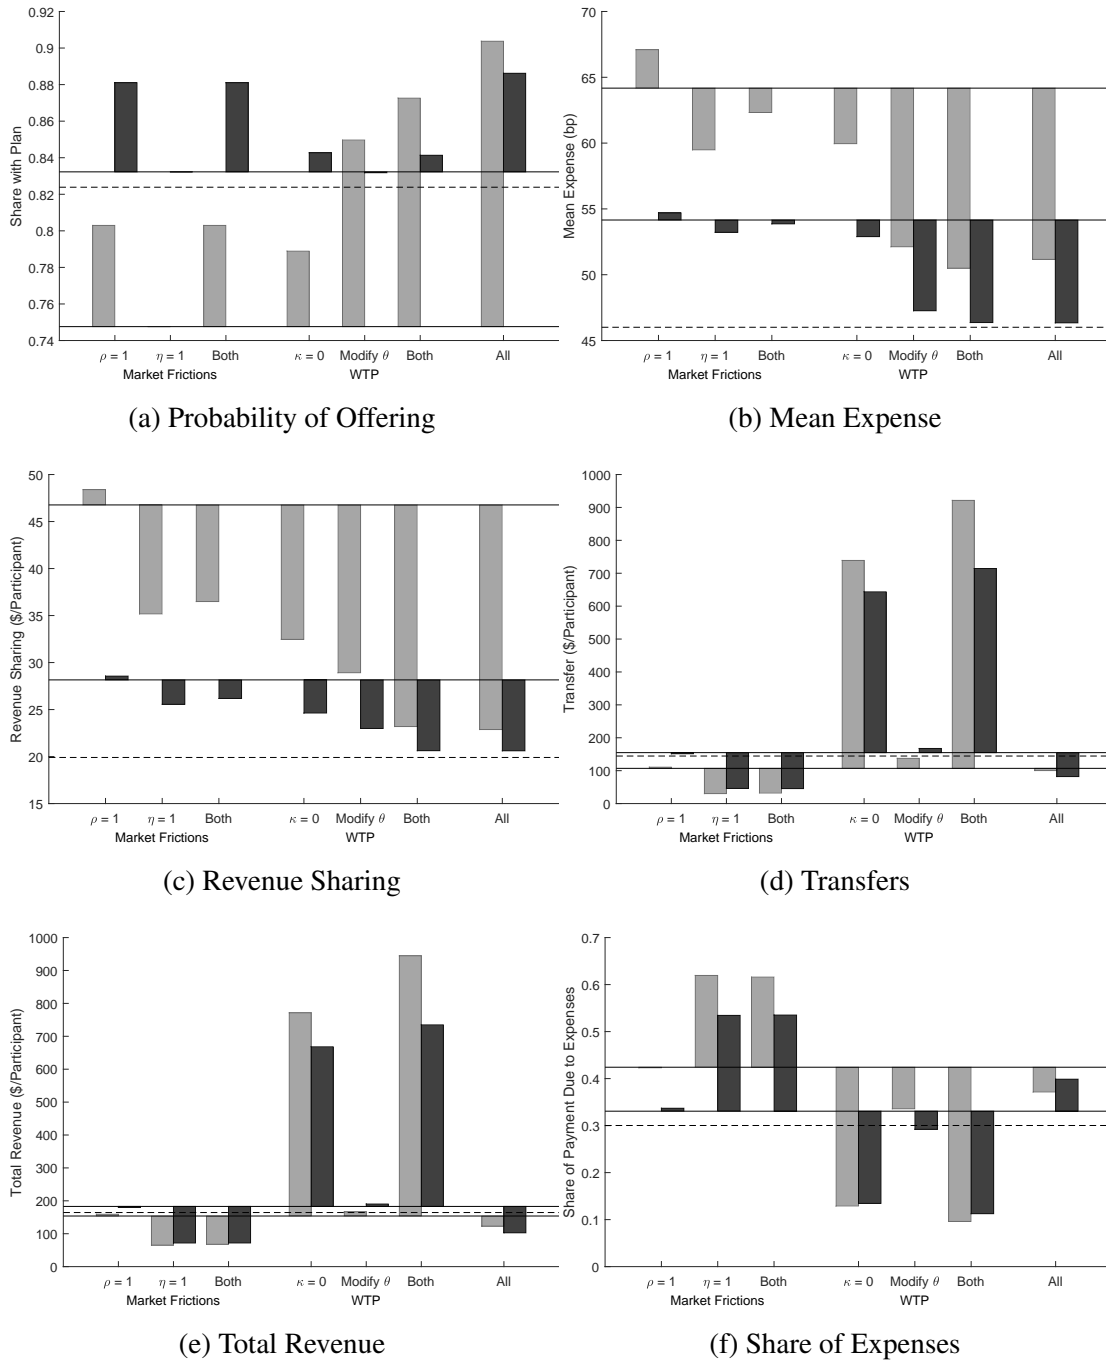 0.92
0.9
0.88
0.86
0.84
0.82
0.8
0.78
0.76
0.74
Share with Plan
ρ = 1
η = 1
Both
κ = 0
Modify θ
Both
All
Market Frictions
WTP
(a) Probability of Offering
70
65
60
55
50
45
Mean Expense (bp)
ρ = 1
η = 1
Both
κ = 0
Modify θ
Both
All
Market Frictions
WTP
(b) Mean Expense
50
45
40
35
30
25
20
15
Revenue Sharing ($/Participant)
ρ = 1
η = 1
Both
κ = 0
Modify θ
Both
All
Market Frictions
WTP
(c) Revenue Sharing
1000
900
800
700
600
500
400
300
200
100
0
Transfer ($/Participant)
ρ = 1
η = 1
Both
κ = 0
Modify θ
Both
All
Market Frictions
WTP
(d) Transfers
1000
900
800
700
600
500
400
300
200
100
0
Total Revenue ($/Participant)
ρ = 1
η = 1
Both
κ = 0
Modify θ
Both
All
Market Frictions
WTP
(e) Total Revenue
0.7
0.6
0.5
0.4
0.3
0.2
0.1
0
Share of Payment Due to Expenses
ρ = 1
η = 1
Both
κ = 0
Modify θ
Both
All
Market Frictions
WTP
(f) Share of Expenses